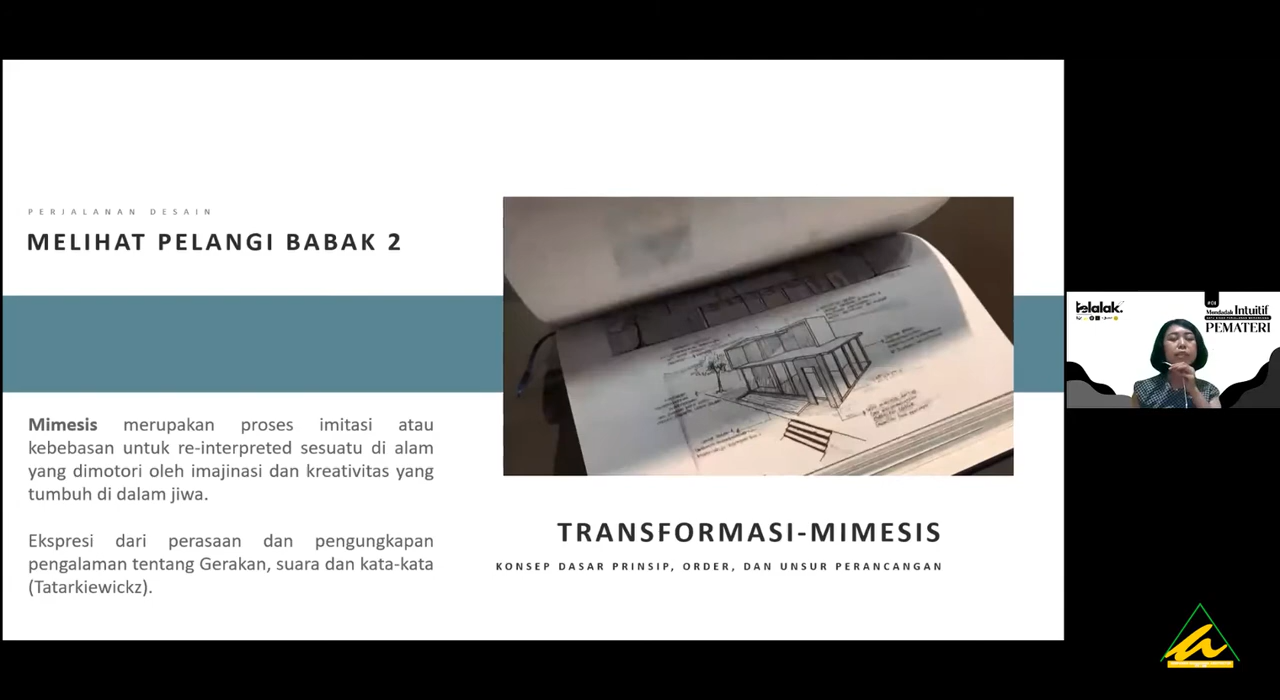 PERJALANAN DESAIN
MELIHAT PELANGI BABAK 2
Mimesis merupakan proses imitasi atau
kebebasan untuk re-interpreted sesuatu di alam
yang dimotori oleh imajinasi dan kreativitas yang
tumbuh di dalam jiwa.
Ekspresi dari perasaan dan pengungkapan
pengalaman tentang Gerakan, suara dan kata-kata
(Tatarkiewickz).
TRANSFORMASI-MIMESIS
KONSEP DASAR PRINSIP, ORDER, DAN UNSUR PERANCANGAN
telalak.
Mondadak Intuitif
PEMATERI